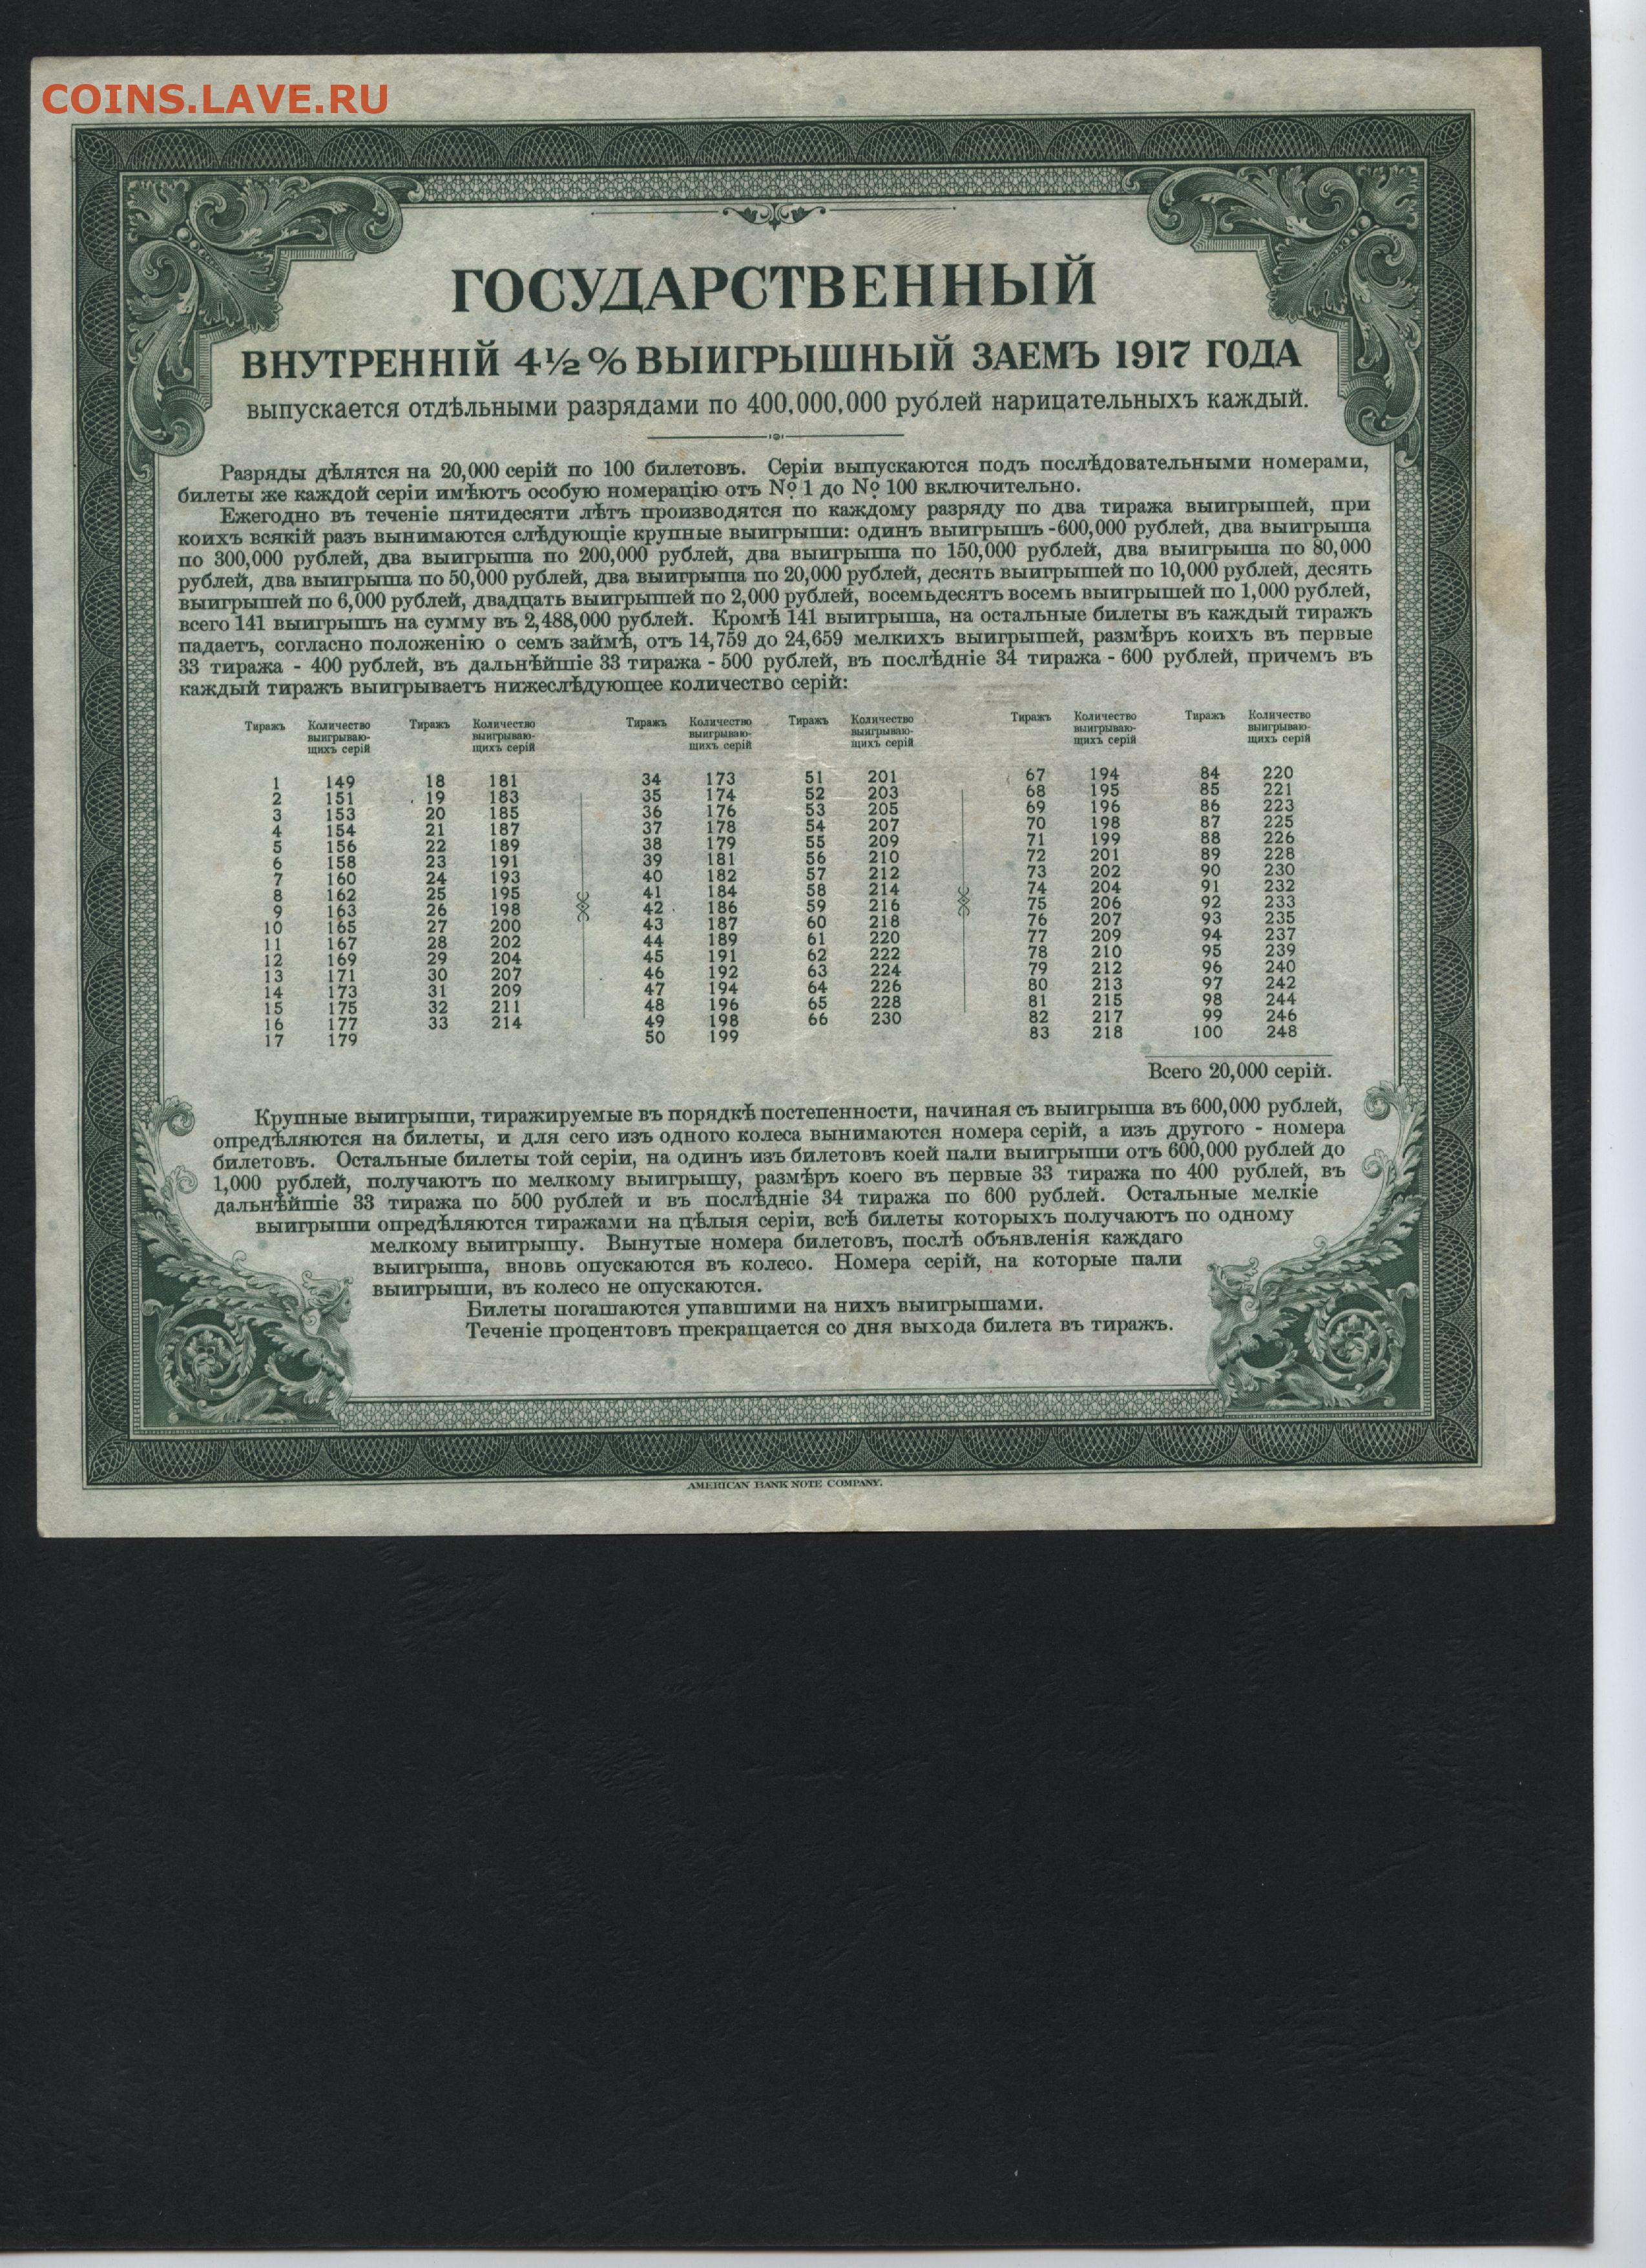 COINS.LAVE.RU
ГОСУДАРСТВЕННЫЙ
ВНУТРЕННІЙ 4½% ВЫИГРЫШНЫЙ ЗАЕМЪ 1917 ГОДА
выпускается отдѣльными разрядами по 400,000,000 рублей нарицательныхъ каждый.
Разряды дѣлятся на 20,000 серій по 100 билетовъ. Серіи выпускаются подъ послѣдовательными номерами,
билеты же каждой серіи имѣютъ особую номерацію отъ № 1 до № 100 включительно.
Ежегодно въ теченіе пятидесяти лѣтъ производятся по каждому разряду по два тиража выигрышей, при
коихъ всякій разъ вынимаются слѣдующіе крупные выигрыши: одинъ выигрышъ -600,000 рублей, два выигрыша
по 300,000 рублей, два выигрыша по 200,000 рублей, два выигрыша по 150,000 рублей, два выигрыша по 80,000
рублей, два выигрыша по 50,000 рублей, два выигрыша по 20,000 рублей, десять выигрышей по 10,000 рублей, десять
выигрышей по 6,000 рублей, двадцать выигрышей по 2,000 рублей, восемьдесятъ восемь выигрышей по 1,000 рублей,
всего 141 выигрышъ на сумму въ 2,488,000 рублей. Кромѣ 141 выигрыша, на остальные билеты въ каждый тиражъ
падаетъ, согласно положенію о семъ займѣ, отъ 14,759 до 24,659 мелкихъ выигрышей, размѣръ коихъ въ первые
33 тиража - 400 рублей, въ дальнѣйшіе 33 тиража - 500 рублей, въ послѣдніе 34 тиража - 600 рублей, причемъ въ
каждый тиражъ выигрываетъ нижеслѣдующее количество серій:
Тиражъ Количество Тиражъ Количество Тиражъ Количество Тиражъ Количество Тиражъ Количество Тиражъ Количество
выигрываю- выигрываю- выигрываю- выигрываю- выигрываю- выигрываю-
щихъ серій щихъ серій щихъ серій щихъ серій щихъ серій щихъ серій
1 149 18 181 34 173 51 201 67 194 84 220
2 151 19 183 35 174 52 203 68 195 85 221
3 153 20 185 36 176 53 205 69 196 86 223
4 154 21 187 37 178 54 207 70 198 87 225
5 156 22 189 38 179 55 209 71 199 88 226
6 158 23 191 39 181 56 210 72 201 89 228
7 160 24 193 40 182 57 212 73 202 90 230
8 162 25 195 41 184 58 214 74 204 91 232
9 163 26 198 42 186 59 216 75 206 92 233
10 165 27 200 43 187 60 218 76 207 93 235
11 167 28 202 44 189 61 220 77 209 94 237
12 169 29 204 45 191 62 222 78 210 95 239
13 171 30 207 46 192 63 224 79 212 96 240
14 173 31 209 47 194 64 226 80 213 97 242
15 175 32 211 48 196 65 228 81 215 98 244
16 177 33 214 49 198 66 230 82 217 99 246
17 179 50 199 83 218 100 248
Всего 20,000 серій.
Крупные выигрыши, тиражируемые въ порядкѣ постепенности, начиная съ выигрыша въ 600,000 рублей,
опредѣляются на билеты, и для сего изъ одного колеса вынимаются номера серій, а изъ другого - номера
билетовъ. Остальные билеты той серіи, на одинъ изъ билетовъ коей пали выигрыши отъ 600,000 рублей до
1,000 рублей, получаютъ по мелкому выигрышу, размѣръ коего въ первые 33 тиража по 400 рублей, въ
дальнѣйшіе 33 тиража по 500 рублей и въ послѣдніе 34 тиража по 600 рублей. Остальные мелкіе
выигрыши опредѣляются тиражами на цѣлыя серіи, всѣ билеты которыхъ получаютъ по одному
мелкому выигрышу. Вынутые номера билетовъ, послѣ объявленія каждаго
выигрыша, вновь опускаются въ колесо. Номера серій, на которые пали
выигрыши, въ колесо не опускаются.
Билеты погашаются упавшими на нихъ выигрышами.
Теченіе процентовъ прекращается со дня выхода билета въ тиражъ.
AMERICAN BANK NOTE COMPANY.